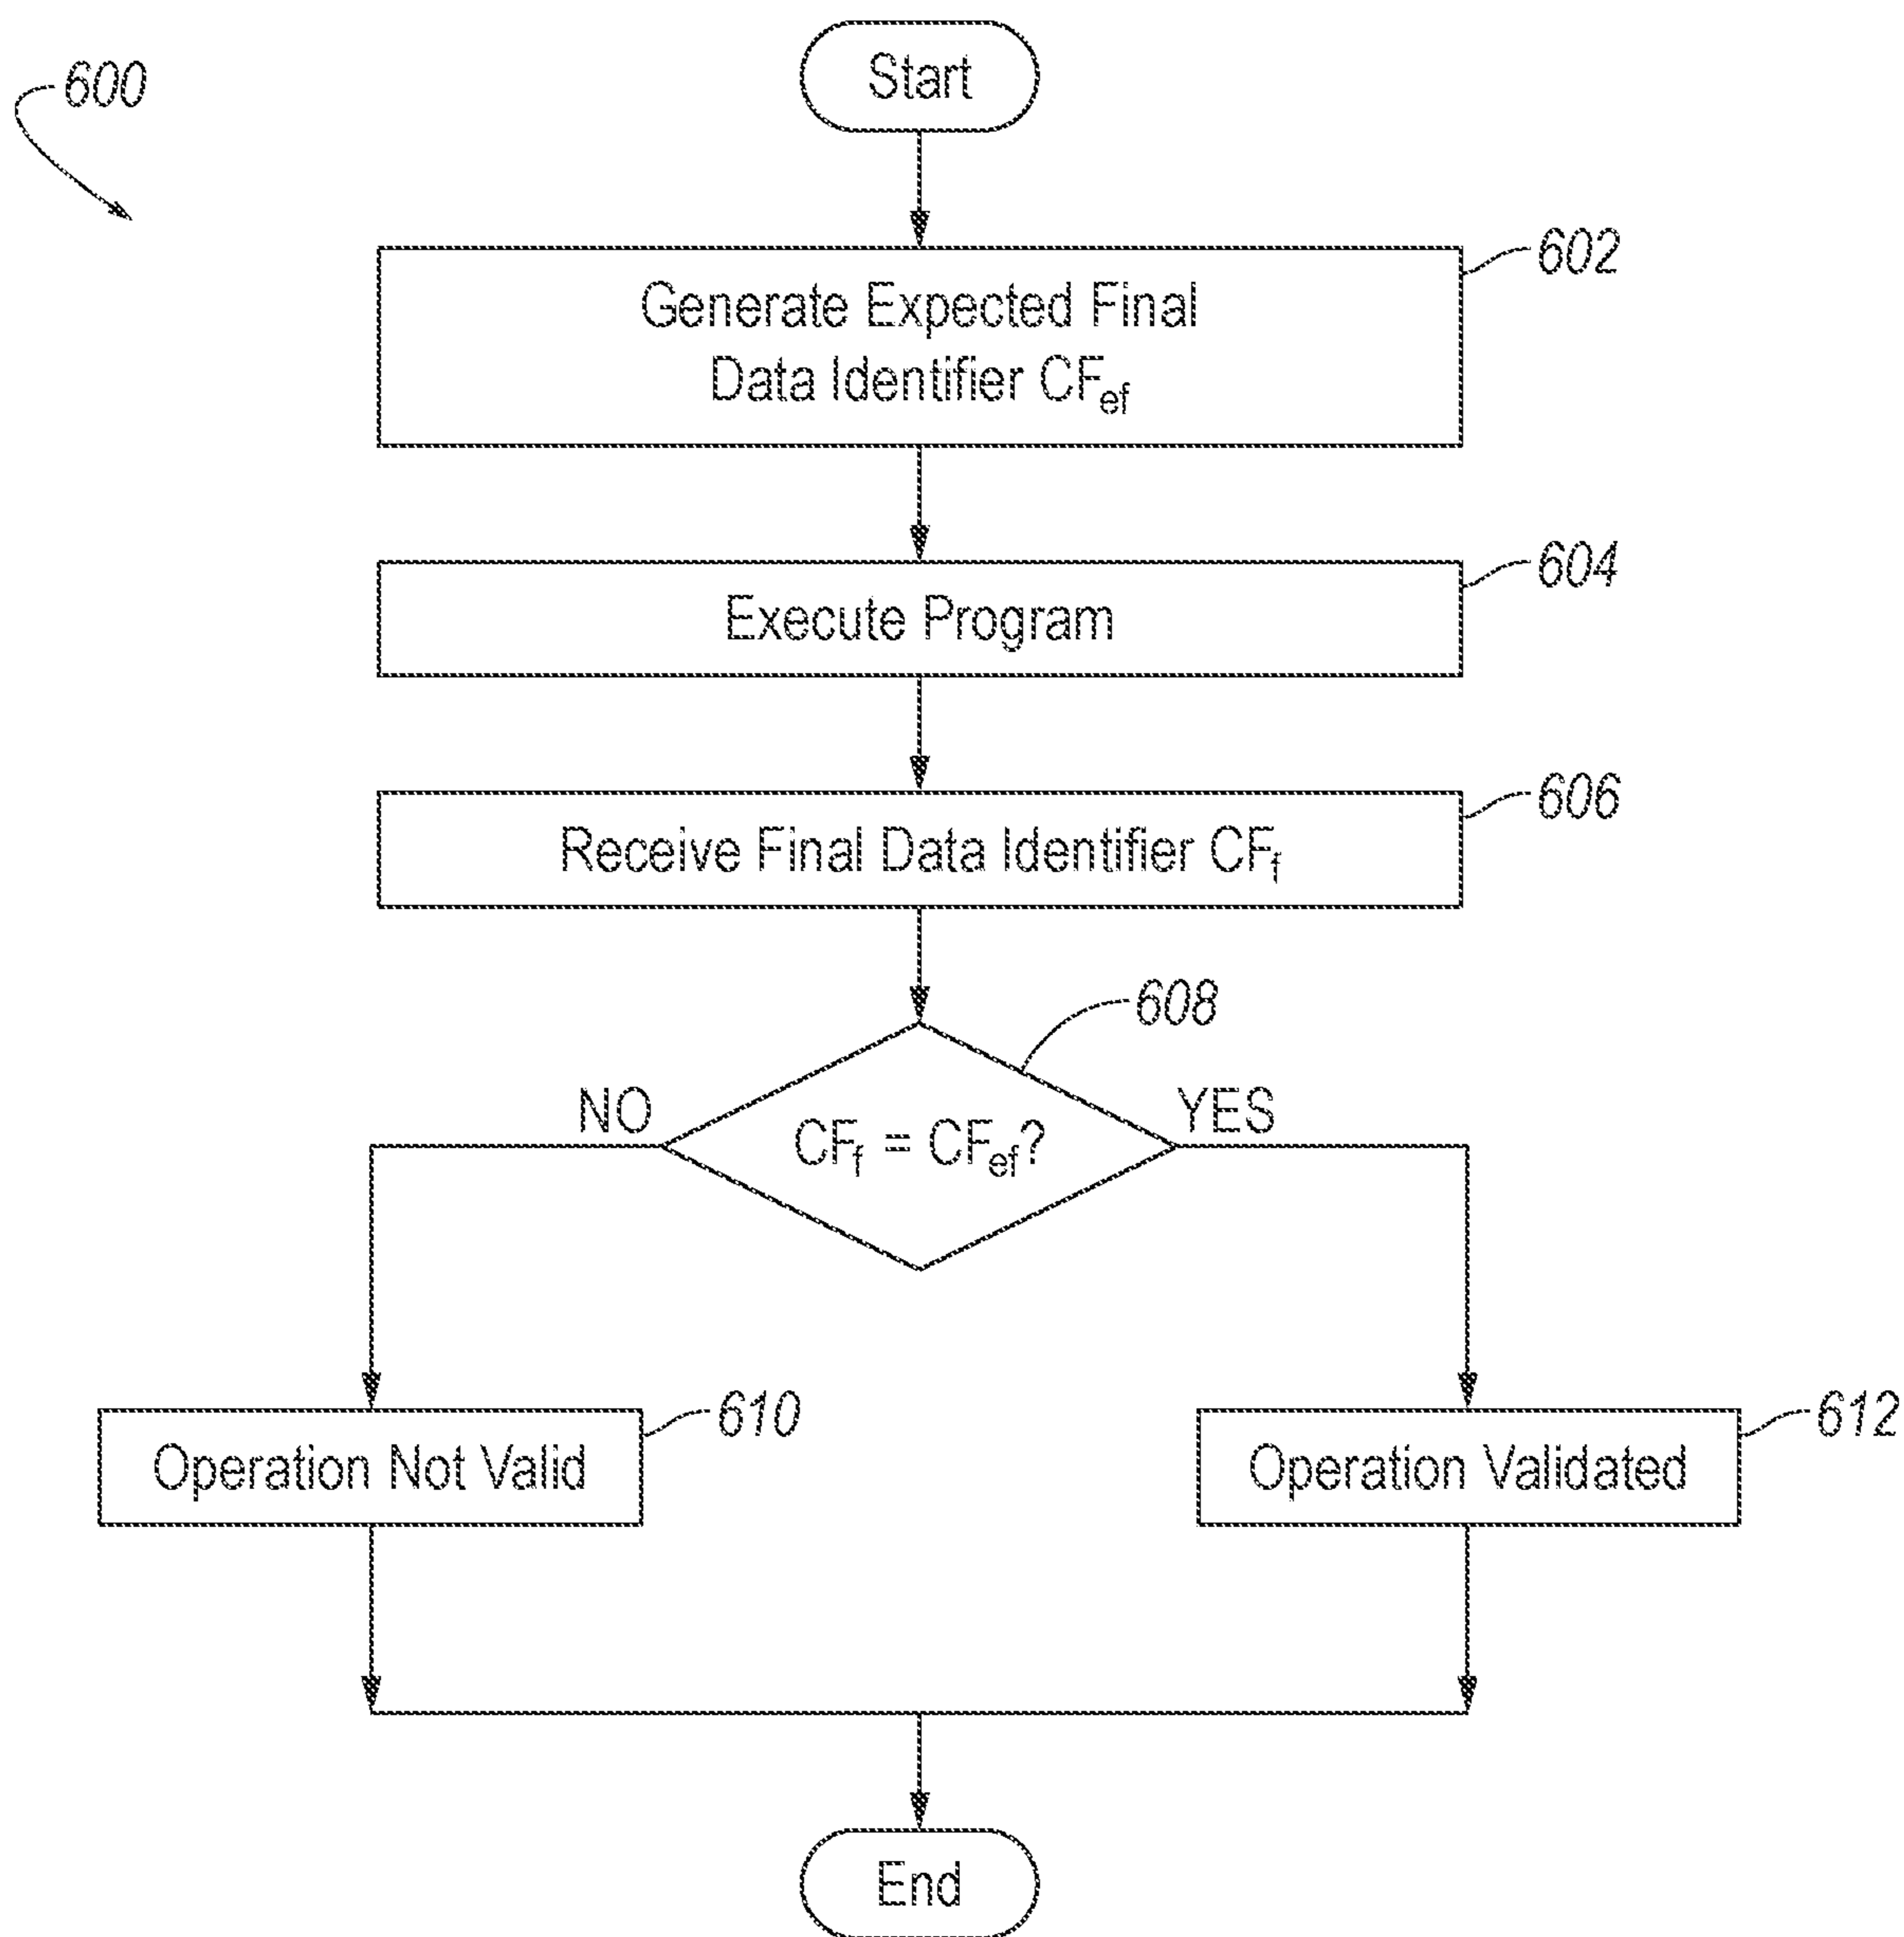 600
Start
602
Generate Expected Final
Data Identifier CFef
604
Execute Program
606
Receive Final Data Identifier CFf
608
NO
YES
CFf = CFef?
610
Operation Not Valid
612
Operation Validated
End